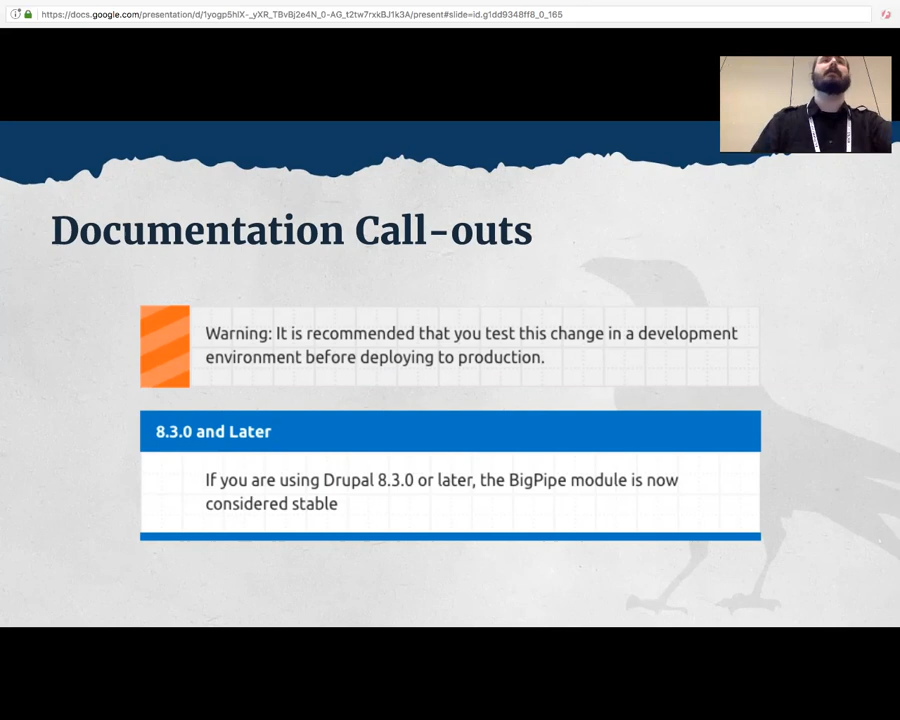 https://docs.google.com/presentation/d/1yogp5hlX-_yXR_TBvBj2e4N_0-AG_t2tw7rxkBJ1k3A/present#slide=id.g1dd9348ff8_0_165
Documentation Call-outs
Warning: It is recommended that you test this change in a development
environment before deploying to production.
8.3.0 and Later
If you are using Drupal 8.3.0 or later, the BigPipe module is now
considered stable